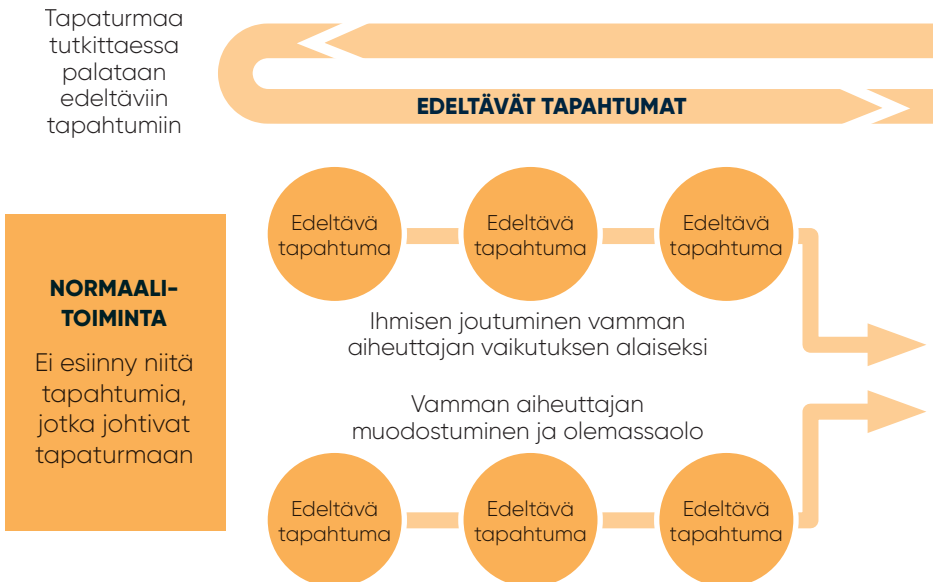 Tapaturmaa
tutkittaessa
palataan
edeltäviin
tapahtumiin
EDELTÄVÄT TAPAHTUMAT
NORMAALI-
TOIMINTA
Ei esiinny niitä
tapahtumia,
jotka johtivat
tapaturmaan
Edeltävä
tapahtuma
Edeltävä
tapahtuma
Edeltävä
tapahtuma
Ihmisen joutuminen vamman
aiheuttajan vaikutuksen alaiseksi
Vamman aiheuttajan
muodostuminen ja olemassaolo
Edeltävä
tapahtuma
Edeltävä
tapahtuma
Edeltävä
tapahtuma